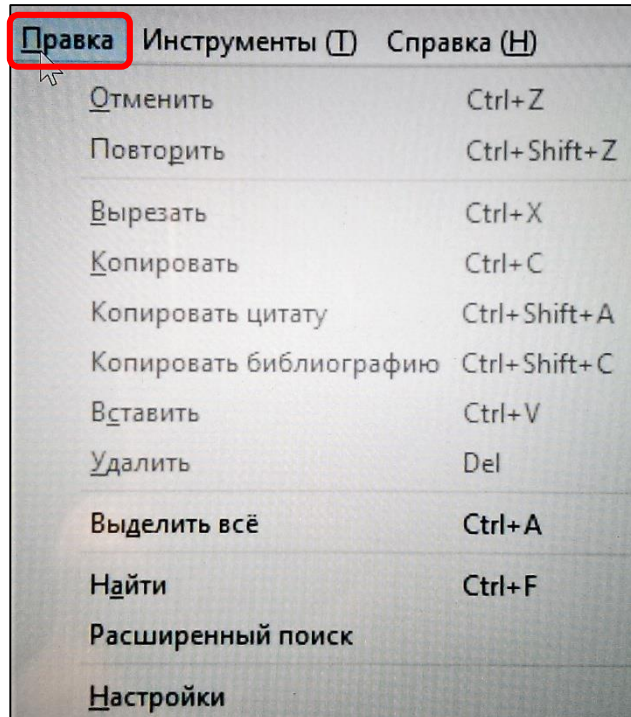 Правка Инструменты (Т) Справка (Н)
Отменить Ctrl+Z
Повторить Ctrl+Shift+Z
Вырезать Ctrl+X
Копировать Ctrl+C
Копировать цитату Ctrl+Shift+A
Копировать библиографию Ctrl+Shift+C
Вставить Ctrl+V
Удалить Del
Выделить всё Ctrl+A
Найти Ctrl+F
Расширенный поиск
Настройки